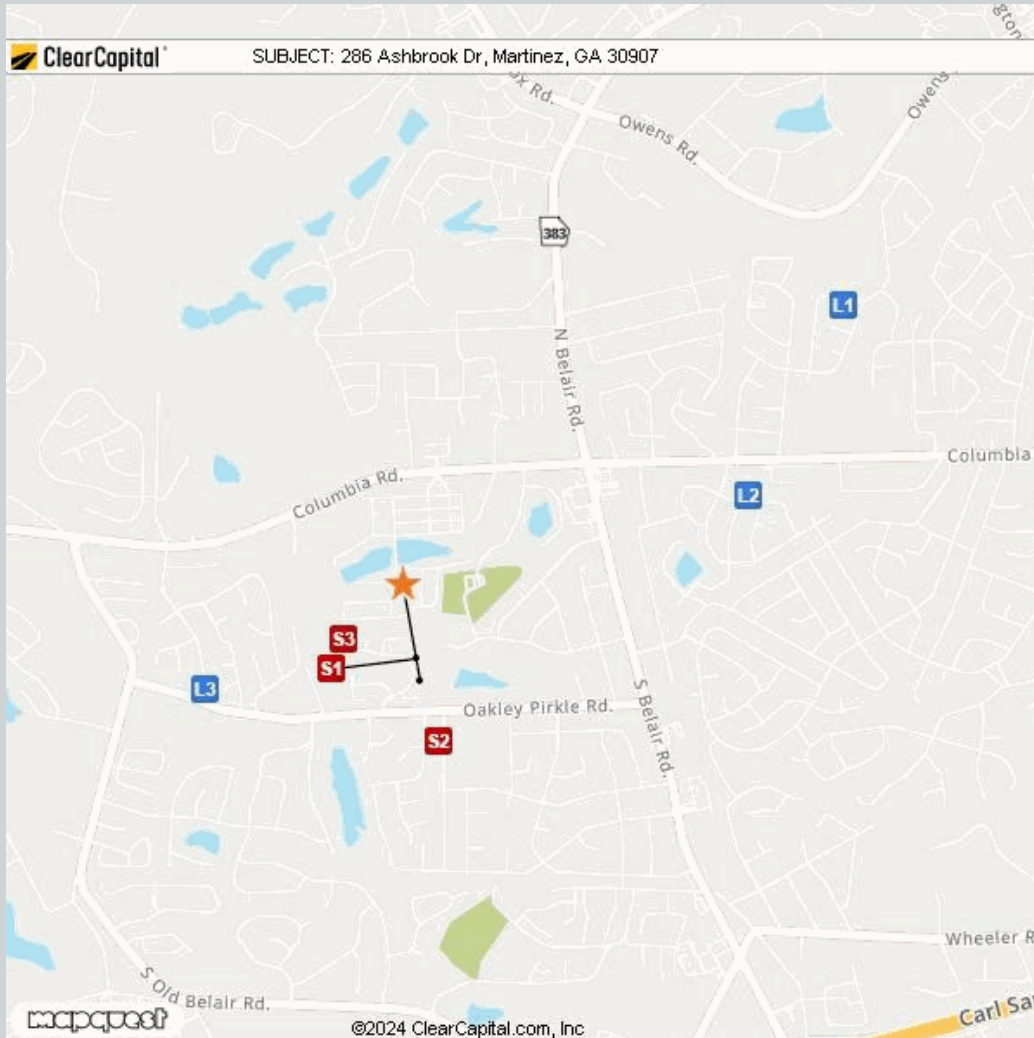 ClearCapital
SUBJECT: 286 Ashbrook Dr, Martinez, GA 30907
Rd.
Owens Rd.
Owens
383
L1
N Belair Rd.
Columbia
Columbia Rd.
L2
S3
S1
L3
Oakley Pirkle Rd.
S Belair Rd.
S2
Wheeler R
S Old Belair Rd.
Carl Sa
mapquest
©2024 ClearCapital.com, Inc